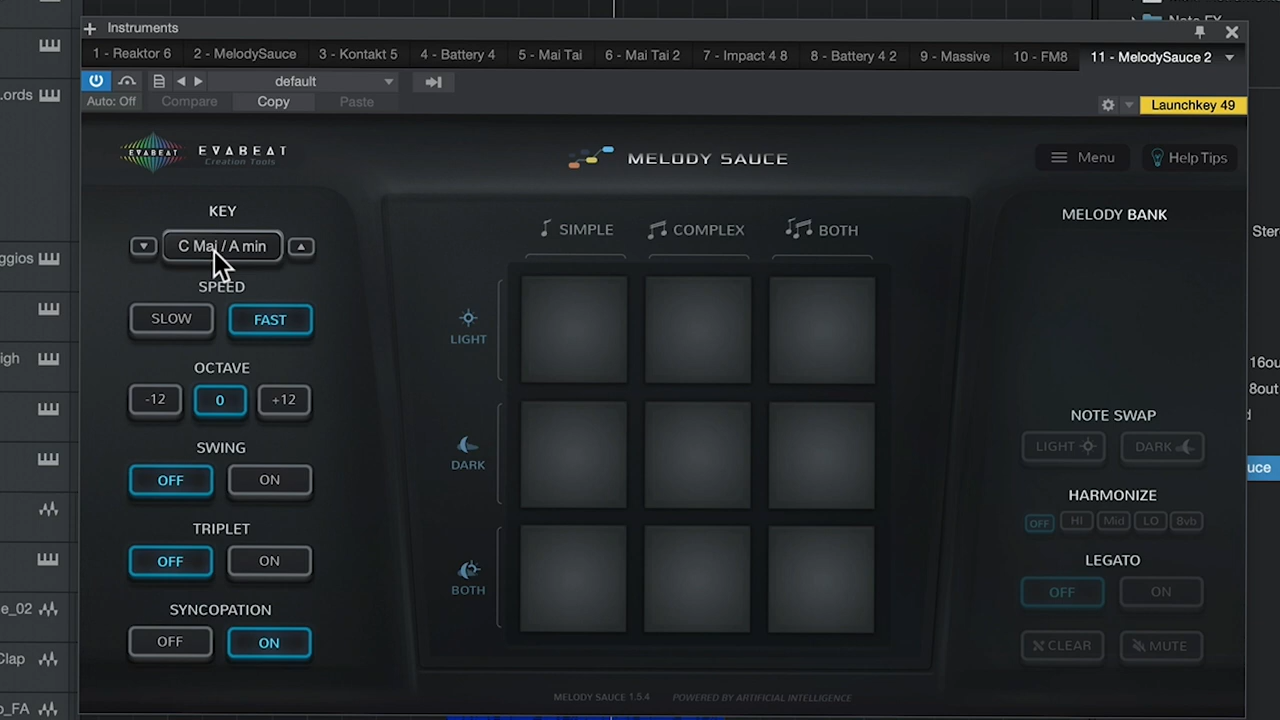 Instruments
1 - Reaktor 6 2 - MelodySauce 3 - Kontakt 5 4 - Battery 4 5 - Mai Tai 6 - Mai Tai 2 7 - Impact 4 8 8 - Battery 4 2 9 - Massive 10 - FM8 11 - MelodySauce 2
default
Auto: Off Compare Copy Paste
Launchkey 49
EVABEAT EVABEAT
Creation Tools
MELODY SAUCE
Menu Help Tips
KEY
C Maj / A min
SPEED
SLOW FAST
OCTAVE
-12 0 +12
SWING
OFF ON
TRIPLET
OFF ON
SYNCOPATION
OFF ON
SIMPLE COMPLEX BOTH
LIGHT
DARK
BOTH
MELODY BANK
NOTE SWAP
LIGHT DARK
HARMONIZE
OFF HI Mid LO 8vb
LEGATO
OFF ON
CLEAR MUTE
MELODY SAUCE 1.5.4 POWERED BY ARTIFICIAL INTELLIGENCE
.ords
ggios
igh
e_02
Clap
o_FA
Note FX
Ster
16ou
8out
uce